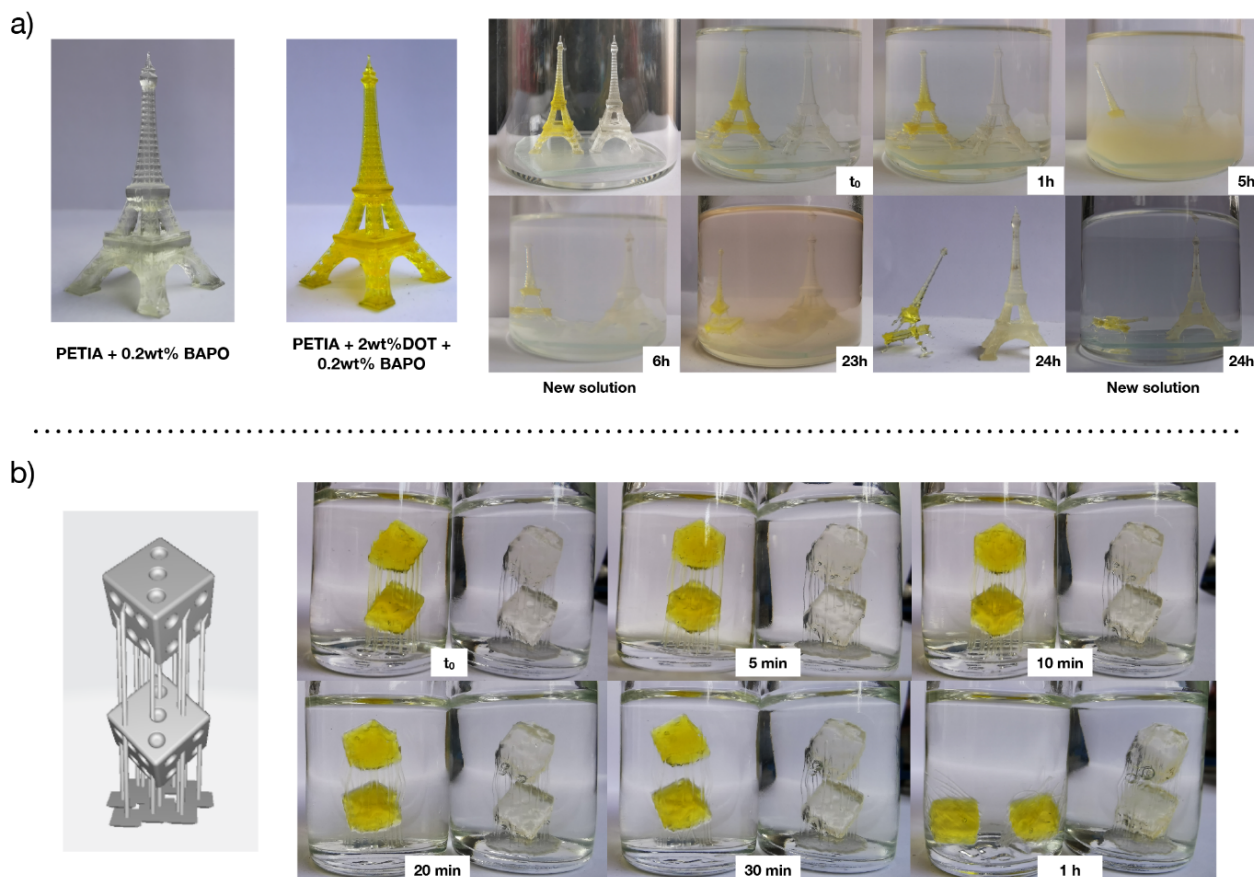 a)
PETIA + 0.2wt% BAPO
PETIA + 2wt%DOT +
0.2wt% BAPO
t₀
1h
5h
6h
23h
24h
24h
New solution
New solution
b)
t₀
5 min
10 min
20 min
30 min
1 h